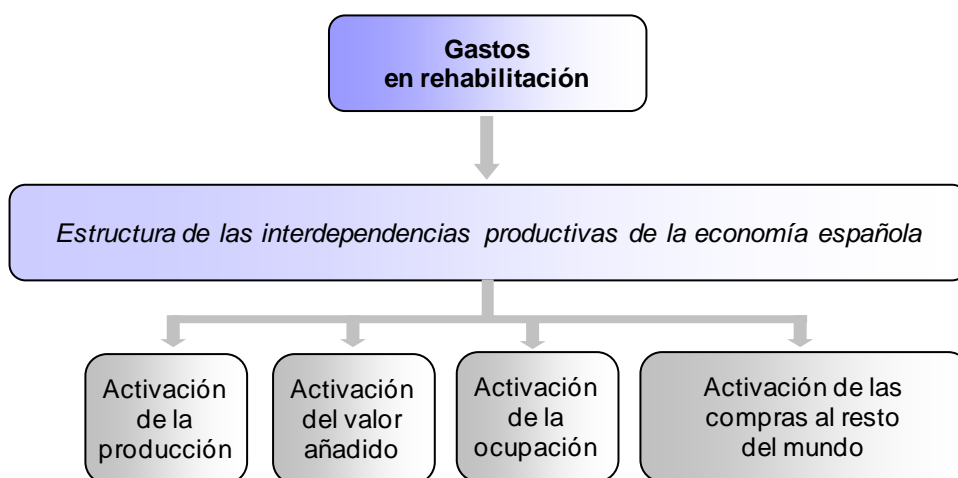 Gastos
en rehabilitación
Estructura de las interdependencias productivas de la economía española
Activación
de la
producción
Activación
del valor
añadido
Activación
de la
ocupación
Activación de las
compras al resto
del mundo